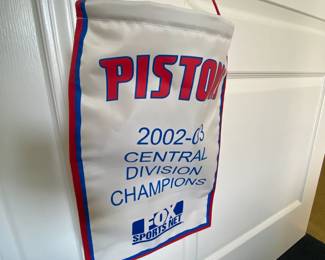 PISTON
2002-03
CENTRAL
DIVISION
CHAMPIONS
FOX
SPORTS NET